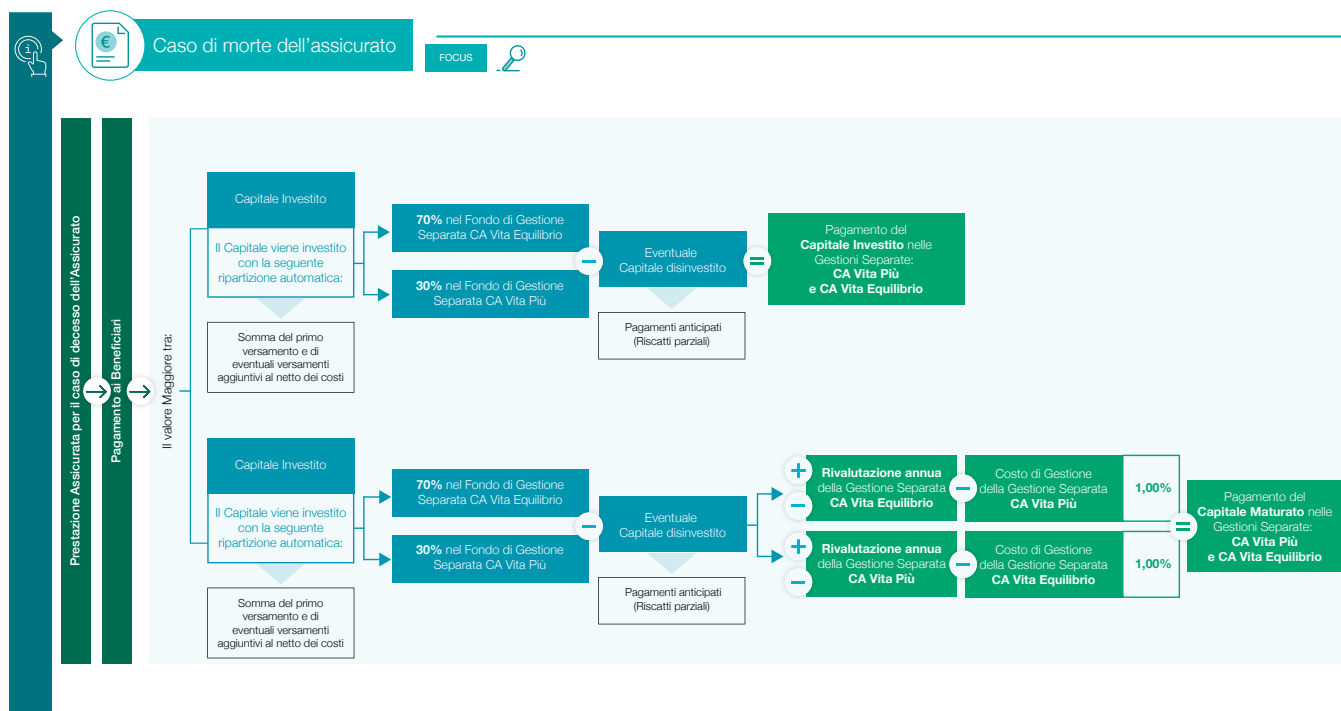 Caso di morte dell'assicurato
FOCUS
€
i
Prestazione Assicurata per il caso di decesso dell'Assicurato
Pagamento ai Beneficiari
Il valore Maggiore tra:
Capitale Investito
Il Capitale viene investito
con la seguente
ripartizione automatica:
Somma del primo
versamento e di
eventuali versamenti
aggiuntivi al netto dei costi
70% nel Fondo di Gestione
Separata CA Vita Equilibrio
30% nel Fondo di Gestione
Separata CA Vita Più
−
Eventuale
Capitale disinvestito
Pagamenti anticipati
(Riscatti parziali)
=
Pagamento del
Capitale Investito nelle
Gestioni Separate:
CA Vita Più
e CA Vita Equilibrio
Capitale Investito
Il Capitale viene investito
con la seguente
ripartizione automatica:
Somma del primo
versamento e di
eventuali versamenti
aggiuntivi al netto dei costi
70% nel Fondo di Gestione
Separata CA Vita Equilibrio
30% nel Fondo di Gestione
Separata CA Vita Più
−
Eventuale
Capitale disinvestito
Pagamenti anticipati
(Riscatti parziali)
+
−
Rivalutazione annua
della Gestione Separata
CA Vita Equilibrio
−
Costo di Gestione
della Gestione Separata
CA Vita Più
1,00%
+
−
Rivalutazione annua
della Gestione Separata
CA Vita Più
−
Costo di Gestione
della Gestione Separata
CA Vita Equilibrio
1,00%
=
Pagamento del
Capitale Maturato nelle
Gestioni Separate:
CA Vita Più
e CA Vita Equilibrio